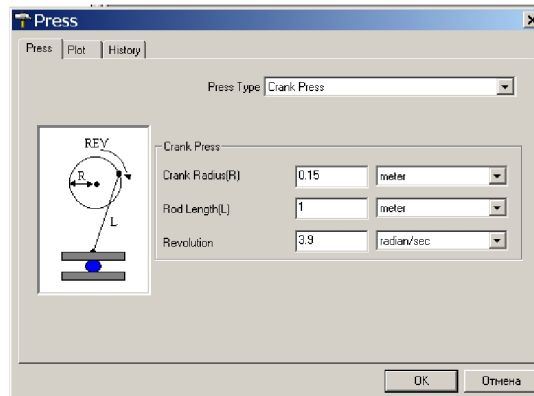 Press
Press Plot History
Press Type Crank Press
REV
R
L
Crank Press
Crank Radius(R) 0.15 meter
Rod Length(L) 1 meter
Revolution 3.9 radian/sec
OK Отмена